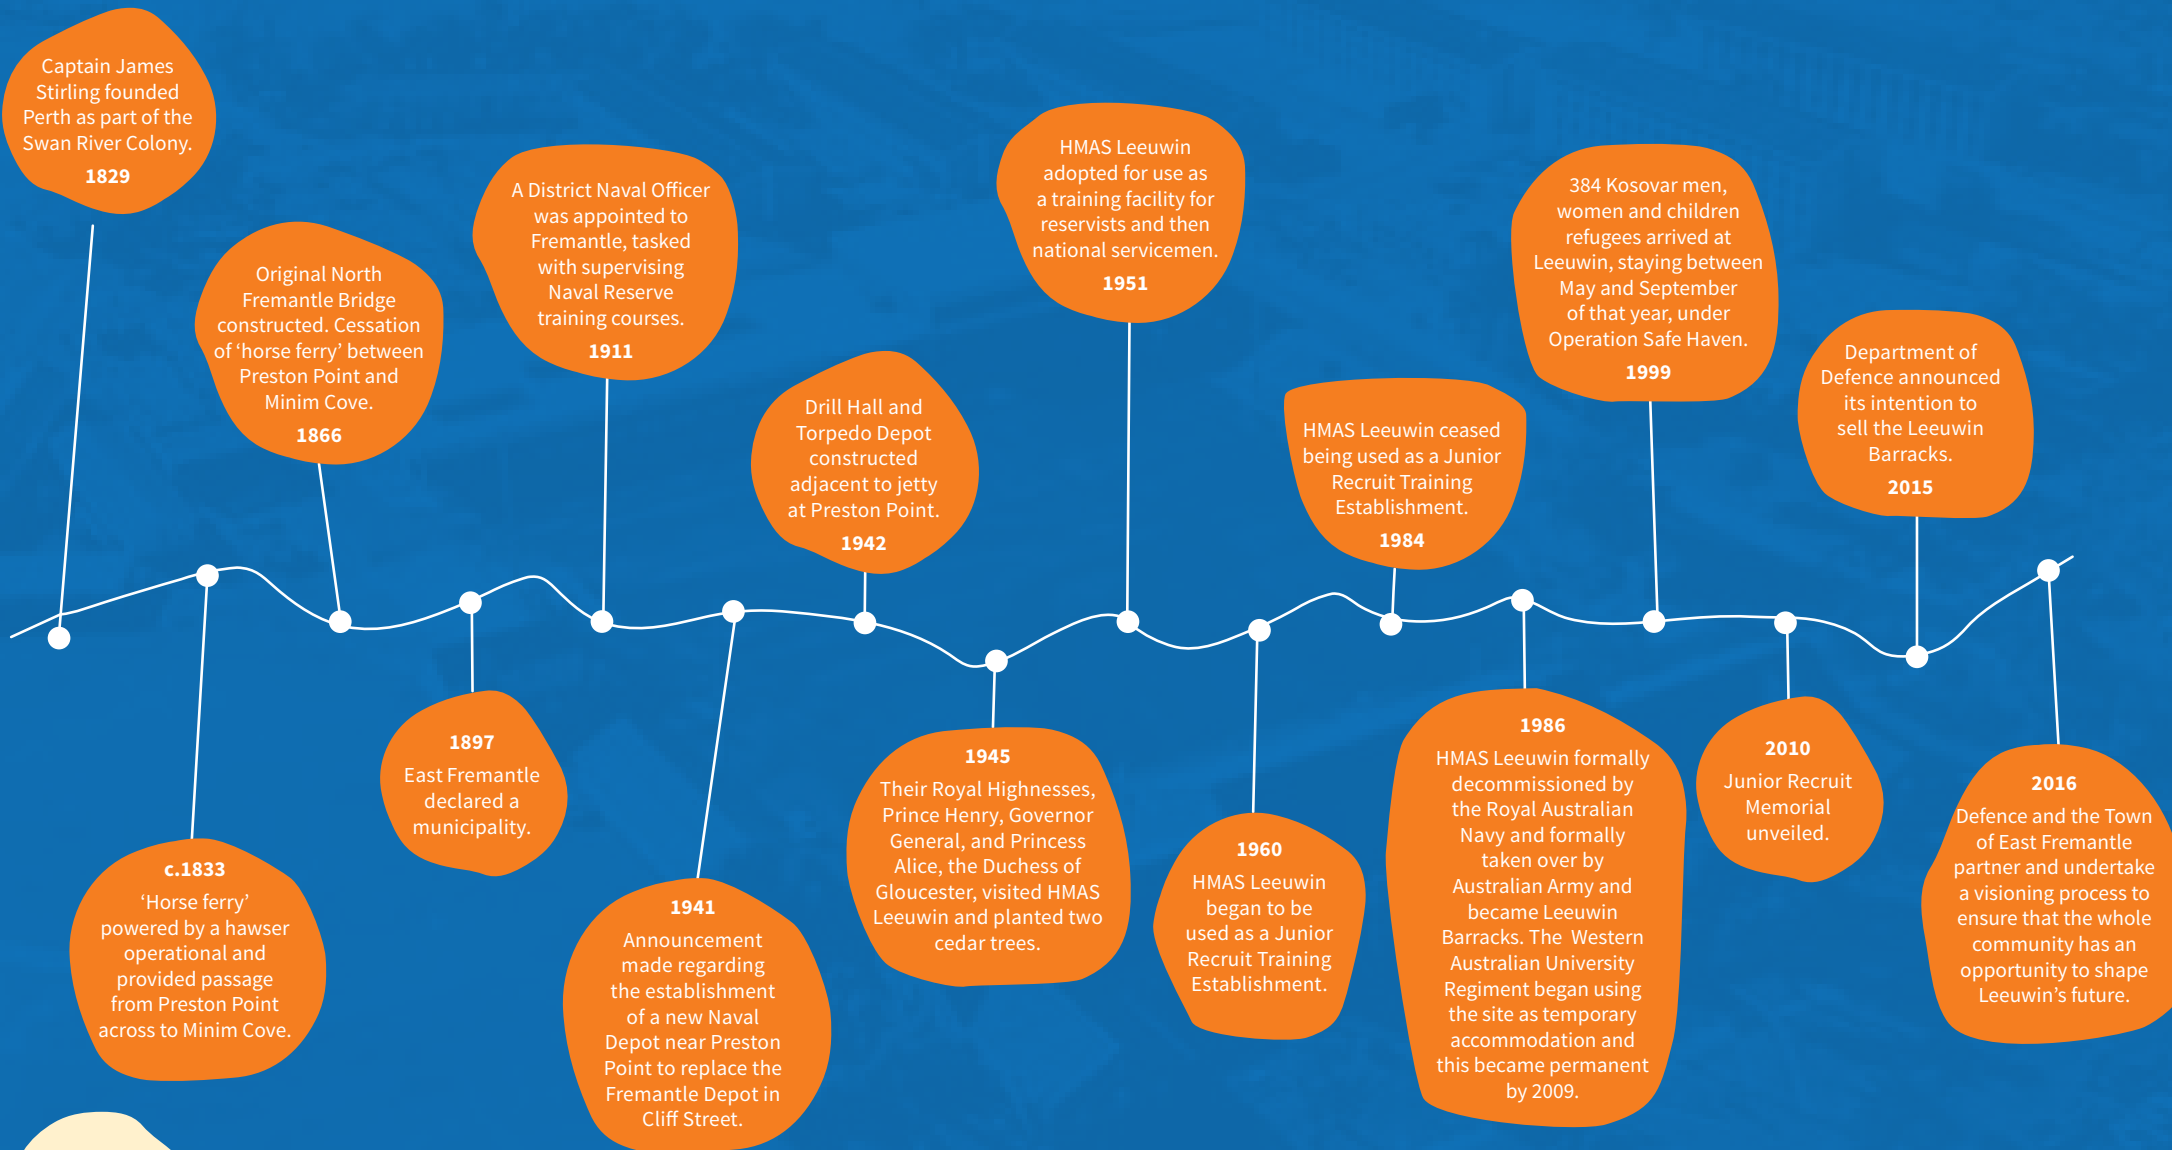 Captain James
Stirling founded
Perth as part of the
Swan River Colony.
1829
c.1833
‘Horse ferry’
powered by a hawser
operational and
provided passage
from Preston Point
across to Minim Cove.
Original North
Fremantle Bridge
constructed. Cessation
of ‘horse ferry’ between
Preston Point and
Minim Cove.
1866
1897
East Fremantle
declared a
municipality.
A District Naval Officer
was appointed to
Fremantle, tasked
with supervising
Naval Reserve
training courses.
1911
1941
Announcement
made regarding
the establishment
of a new Naval
Depot near Preston
Point to replace the
Fremantle Depot in
Cliff Street.
Drill Hall and
Torpedo Depot
constructed
adjacent to jetty
at Preston Point.
1942
1945
Their Royal Highnesses,
Prince Henry, Governor
General, and Princess
Alice, the Duchess of
Gloucester, visited HMAS
Leeuwin and planted two
cedar trees.
HMAS Leeuwin
adopted for use as
a training facility for
reservists and then
national servicemen.
1951
1960
HMAS Leeuwin
began to be
used as a Junior
Recruit Training
Establishment.
HMAS Leeuwin ceased
being used as a Junior
Recruit Training
Establishment.
1984
1986
HMAS Leeuwin formally
decommissioned by
the Royal Australian
Navy and formally
taken over by
Australian Army and
became Leeuwin
Barracks. The Western
Australian University
Regiment began using
the site as temporary
accommodation and
this became permanent
by 2009.
384 Kosovar men,
women and children
refugees arrived at
Leeuwin, staying between
May and September
of that year, under
Operation Safe Haven.
1999
2010
Junior Recruit
Memorial
unveiled.
Department of
Defence announced
its intention to
sell the Leeuwin
Barracks.
2015
2016
Defence and the Town
of East Fremantle
partner and undertake
a visioning process to
ensure that the whole
community has an
opportunity to shape
Leeuwin’s future.